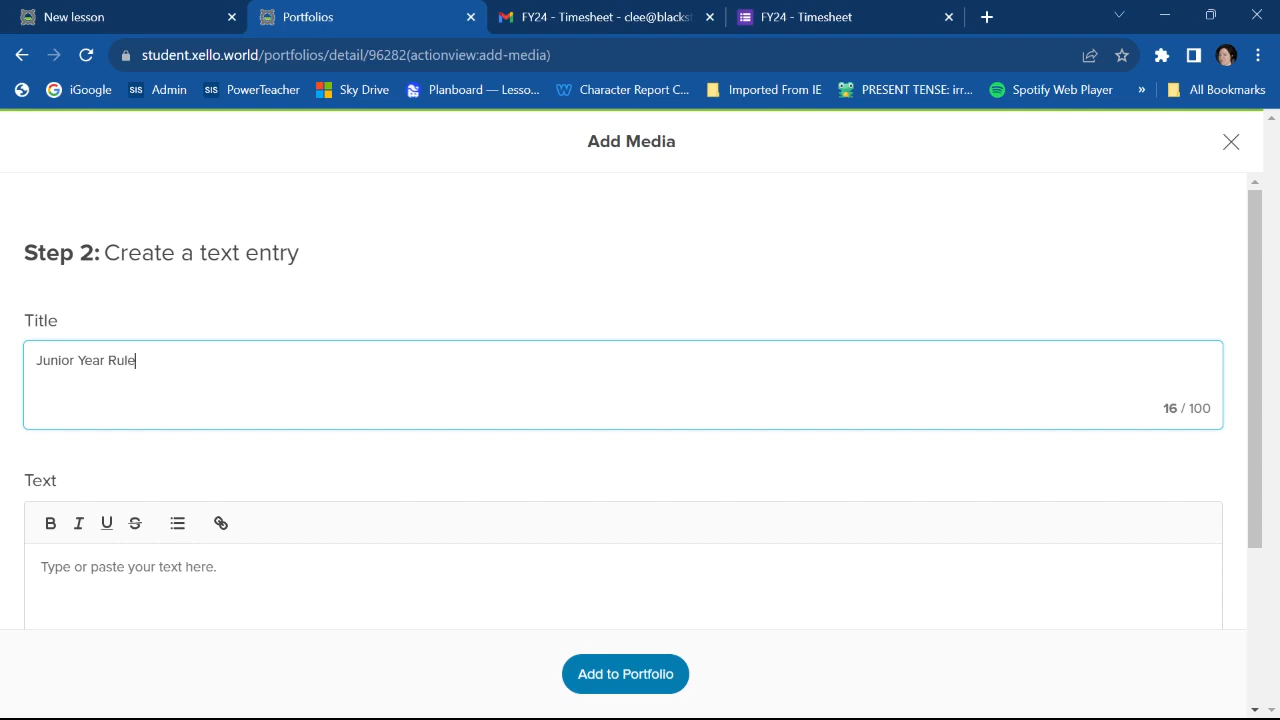 New lesson
Portfolios
FY24 - Timesheet - clee@blackst
FY24 - Timesheet
student.xello.world/portfolios/detail/96282(actionview:add-media)
iGoogle
SIS Admin
SIS PowerTeacher
Sky Drive
Planboard — Lesso...
Character Report C...
Imported From IE
PRESENT TENSE: irr...
Spotify Web Player
»
All Bookmarks
Add Media
Step 2: Create a text entry
Title
Junior Year Rule
16 / 100
Text
B I U S
Type or paste your text here.
Add to Portfolio